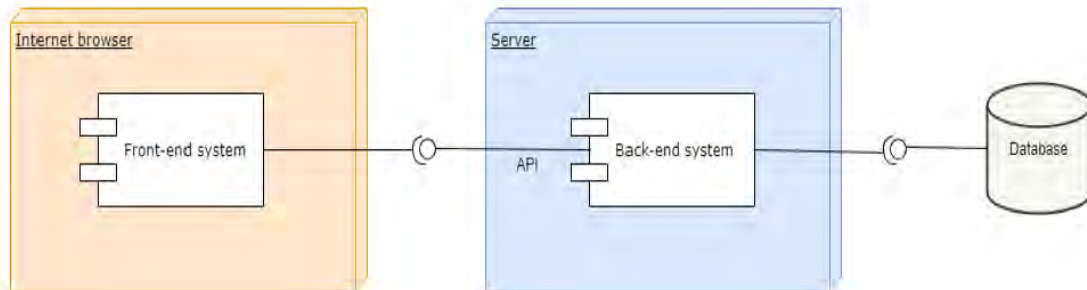 Internet browser
Server
Front-end system
API
Back-end system
Database